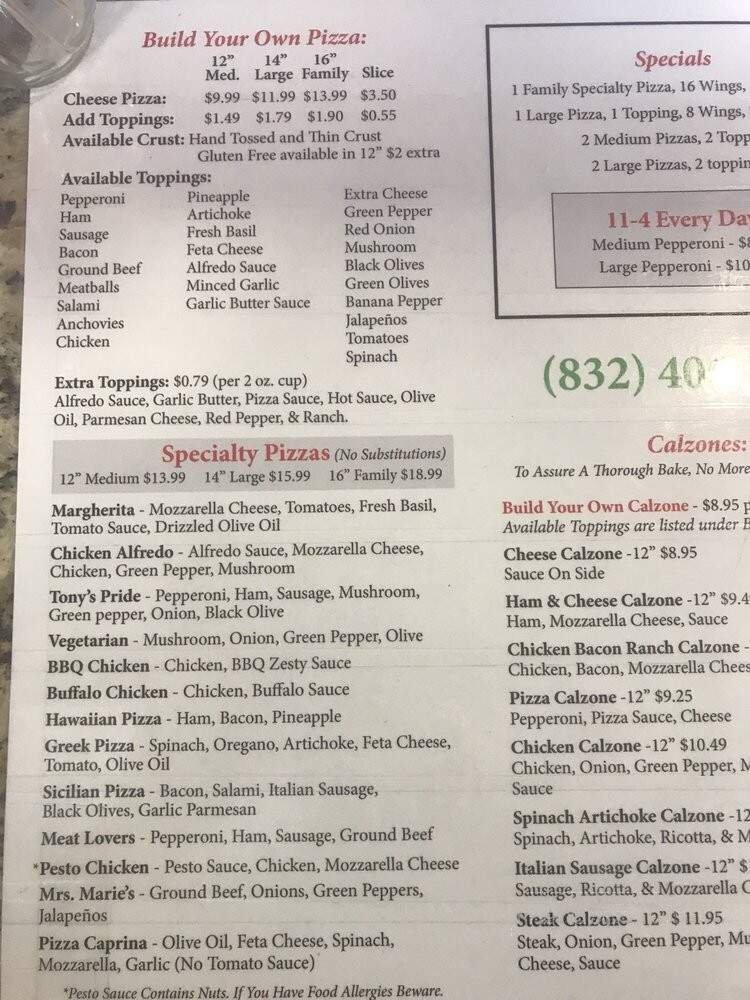 Build Your Own Pizza:
12" 14" 16"
Med. Large Family Slice
Cheese Pizza: $9.99 $11.99 $13.99 $3.50
Add Toppings: $1.49 $1.79 $1.90 $0.55
Available Crust: Hand Tossed and Thin Crust
Gluten Free available in 12" $2 extra
Available Toppings:
Pepperoni
Ham
Sausage
Bacon
Ground Beef
Meatballs
Salami
Anchovies
Chicken
Pineapple
Artichoke
Fresh Basil
Feta Cheese
Alfredo Sauce
Minced Garlic
Garlic Butter Sauce
Extra Cheese
Green Pepper
Red Onion
Mushroom
Black Olives
Green Olives
Banana Pepper
Jalapeños
Tomatoes
Spinach
Extra Toppings: $0.79 (per 2 oz. cup)
Alfredo Sauce, Garlic Butter, Pizza Sauce, Hot Sauce, Olive
Oil, Parmesan Cheese, Red Pepper, & Ranch.
Specialty Pizzas (No Substitutions)
12" Medium $13.99 14" Large $15.99 16" Family $18.99
Margherita - Mozzarella Cheese, Tomatoes, Fresh Basil,
Tomato Sauce, Drizzled Olive Oil
Chicken Alfredo - Alfredo Sauce, Mozzarella Cheese,
Chicken, Green Pepper, Mushroom
Tony's Pride - Pepperoni, Ham, Sausage, Mushroom,
Green pepper, Onion, Black Olive
Vegetarian - Mushroom, Onion, Green Pepper, Olive
BBQ Chicken - Chicken, BBQ Zesty Sauce
Buffalo Chicken - Chicken, Buffalo Sauce
Hawaiian Pizza - Ham, Bacon, Pineapple
Greek Pizza - Spinach, Oregano, Artichoke, Feta Cheese,
Tomato, Olive Oil
Sicilian Pizza - Bacon, Salami, Italian Sausage,
Black Olives, Garlic Parmesan
Meat Lovers - Pepperoni, Ham, Sausage, Ground Beef
*Pesto Chicken - Pesto Sauce, Chicken, Mozzarella Cheese
Mrs. Marie's - Ground Beef, Onions, Green Peppers,
Jalapeños
Pizza Caprina - Olive Oil, Feta Cheese, Spinach,
Mozzarella, Garlic (No Tomato Sauce)
*Pesto Sauce Contains Nuts. If You Have Food Allergies Beware.
Specials
1 Family Specialty Pizza, 16 Wings,
1 Large Pizza, 1 Topping, 8 Wings,
2 Medium Pizzas, 2 Topp
2 Large Pizzas, 2 toppin
11-4 Every Da
Medium Pepperoni - $8
Large Pepperoni - $10
(832) 40
Calzones:
To Assure A Thorough Bake, No More
Build Your Own Calzone - $8.95 p
Available Toppings are listed under B
Cheese Calzone -12" $8.95
Sauce On Side
Ham & Cheese Calzone -12" $9.4
Ham, Mozzarella Cheese, Sauce
Chicken Bacon Ranch Calzone -
Chicken, Bacon, Mozzarella Chees
Pizza Calzone -12" $9.25
Pepperoni, Pizza Sauce, Cheese
Chicken Calzone -12" $10.49
Chicken, Onion, Green Pepper, M
Sauce
Spinach Artichoke Calzone -12
Spinach, Artichoke, Ricotta, & M
Italian Sausage Calzone -12" $
Sausage, Ricotta, & Mozzarella C
Steak Calzone - 12" $ 11.95
Steak, Onion, Green Pepper, Mu
Cheese, Sauce